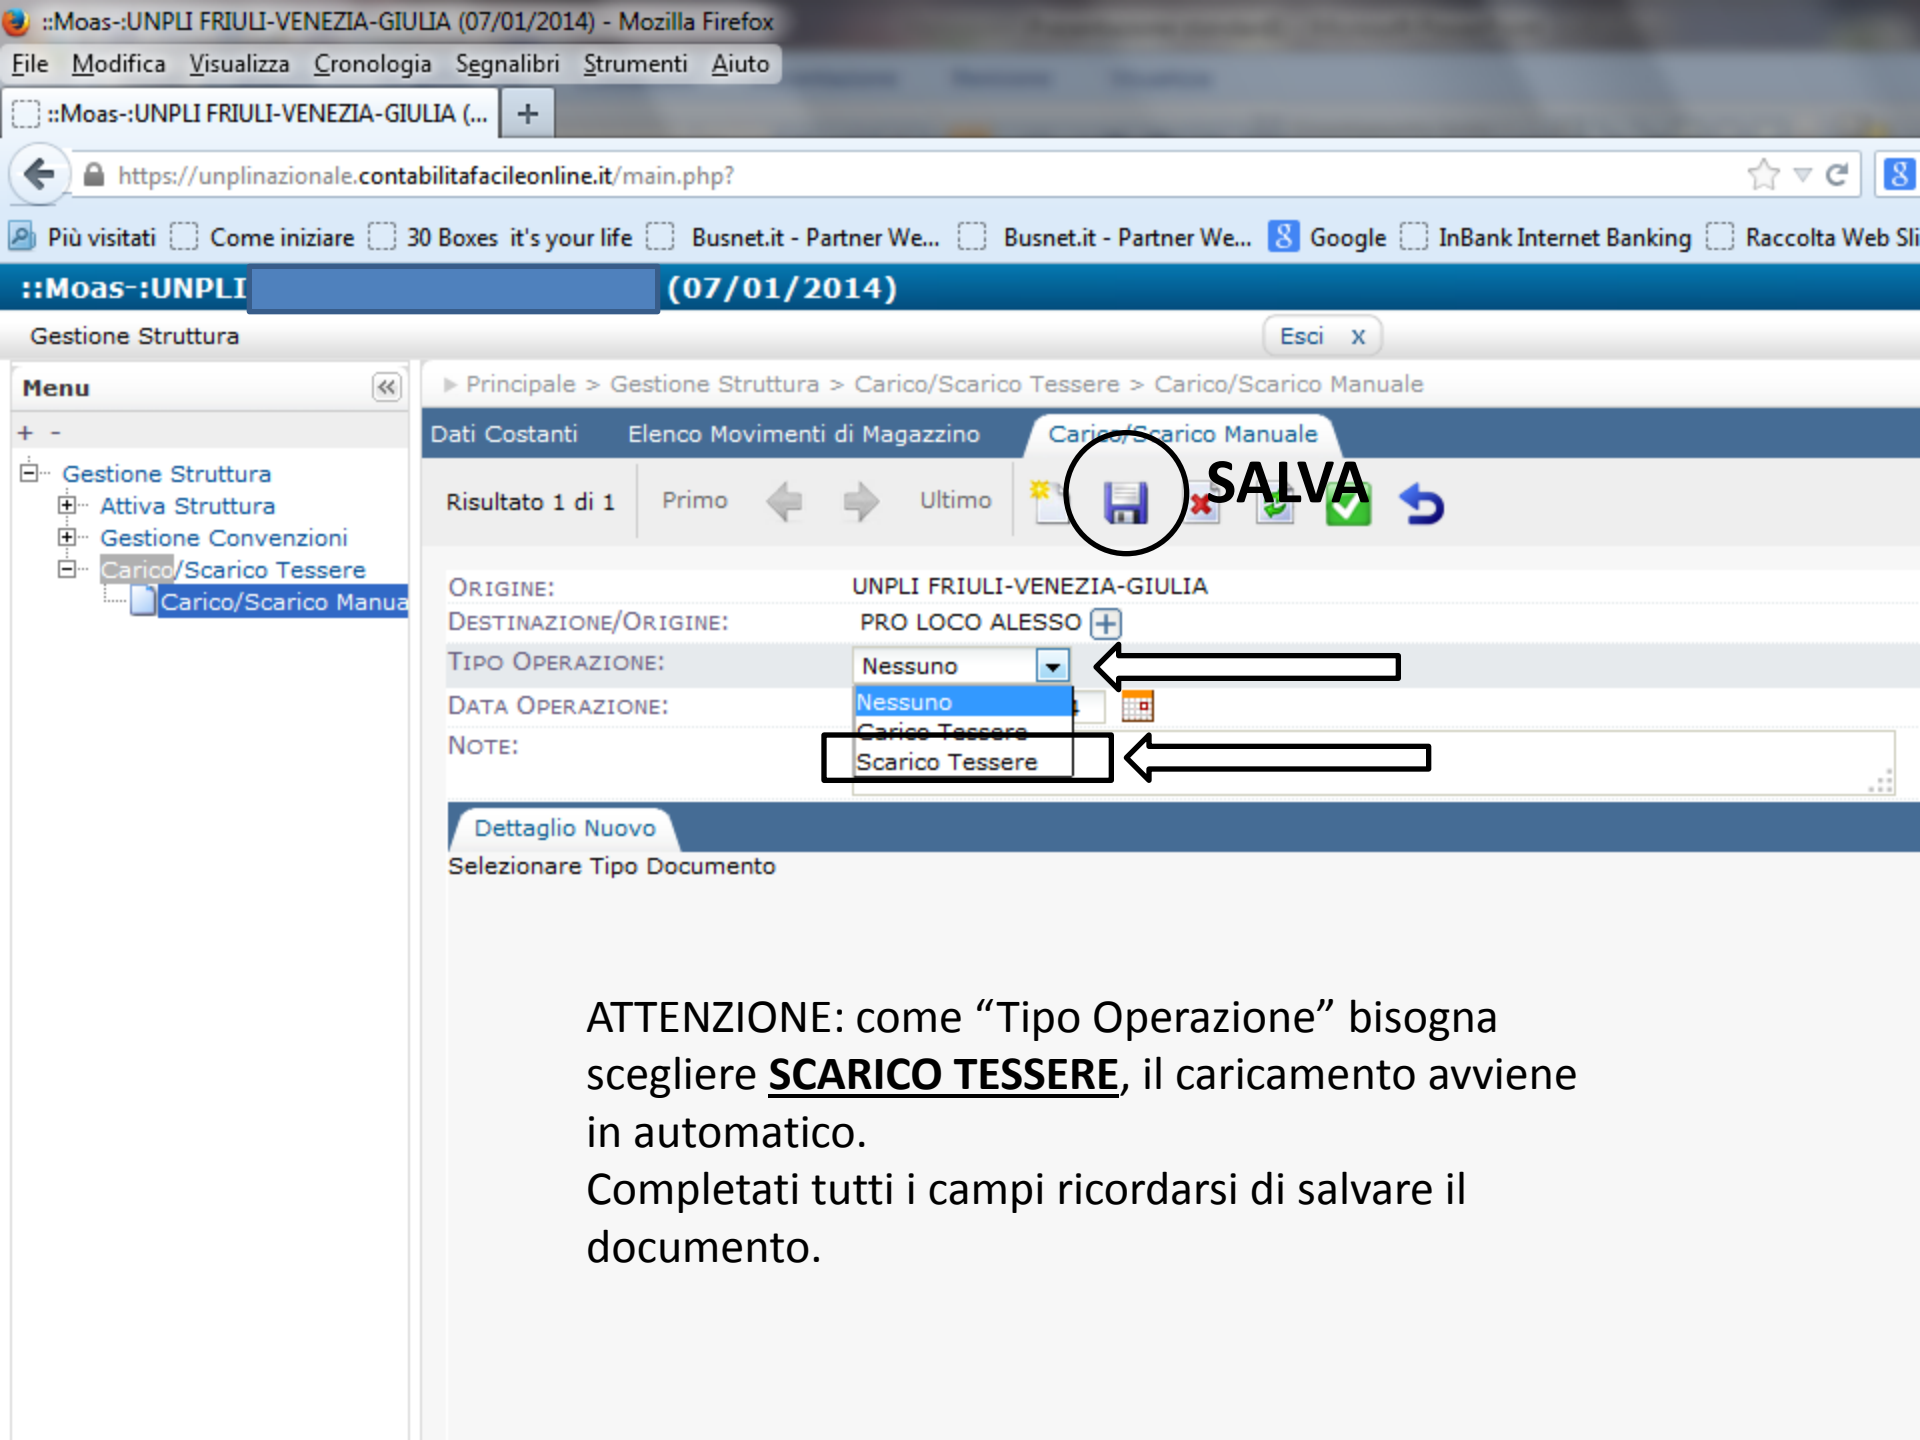 ::Moas-:UNPLI FRIULI-VENEZIA-GIULIA (07/01/2014) - Mozilla Firefox
File Modifica Visualizza Cronologia Segnalibri Strumenti Aiuto
::Moas-:UNPLI FRIULI-VENEZIA-GIULIA (... +
https://unplinazionale.contabilitafacileonline.it/main.php?
Più visitati Come iniziare 30 Boxes it's your life Busnet.it - Partner We... Busnet.it - Partner We... Google InBank Internet Banking Raccolta Web Sli
::Moas-:UNPLI (07/01/2014)
Gestione Struttura Esci x
Menu
+ -
Gestione Struttura
Attiva Struttura
Gestione Convenzioni
Carico/Scarico Tessere
Carico/Scarico Manua
Principale > Gestione Struttura > Carico/Scarico Tessere > Carico/Scarico Manuale
Dati Costanti Elenco Movimenti di Magazzino Carico/Scarico Manuale
Risultato 1 di 1 Primo Ultimo SALVA
ORIGINE: UNPLI FRIULI-VENEZIA-GIULIA
DESTINAZIONE/ORIGINE: PRO LOCO ALESSO
TIPO OPERAZIONE: Nessuno
Nessuno
DATA OPERAZIONE:
Carico Tessere
NOTE:
Scarico Tessere
Dettaglio Nuovo
Selezionare Tipo Documento
ATTENZIONE: come “Tipo Operazione” bisogna
scegliere SCARICO TESSERE, il caricamento avviene
in automatico.
Completati tutti i campi ricordarsi di salvare il
documento.